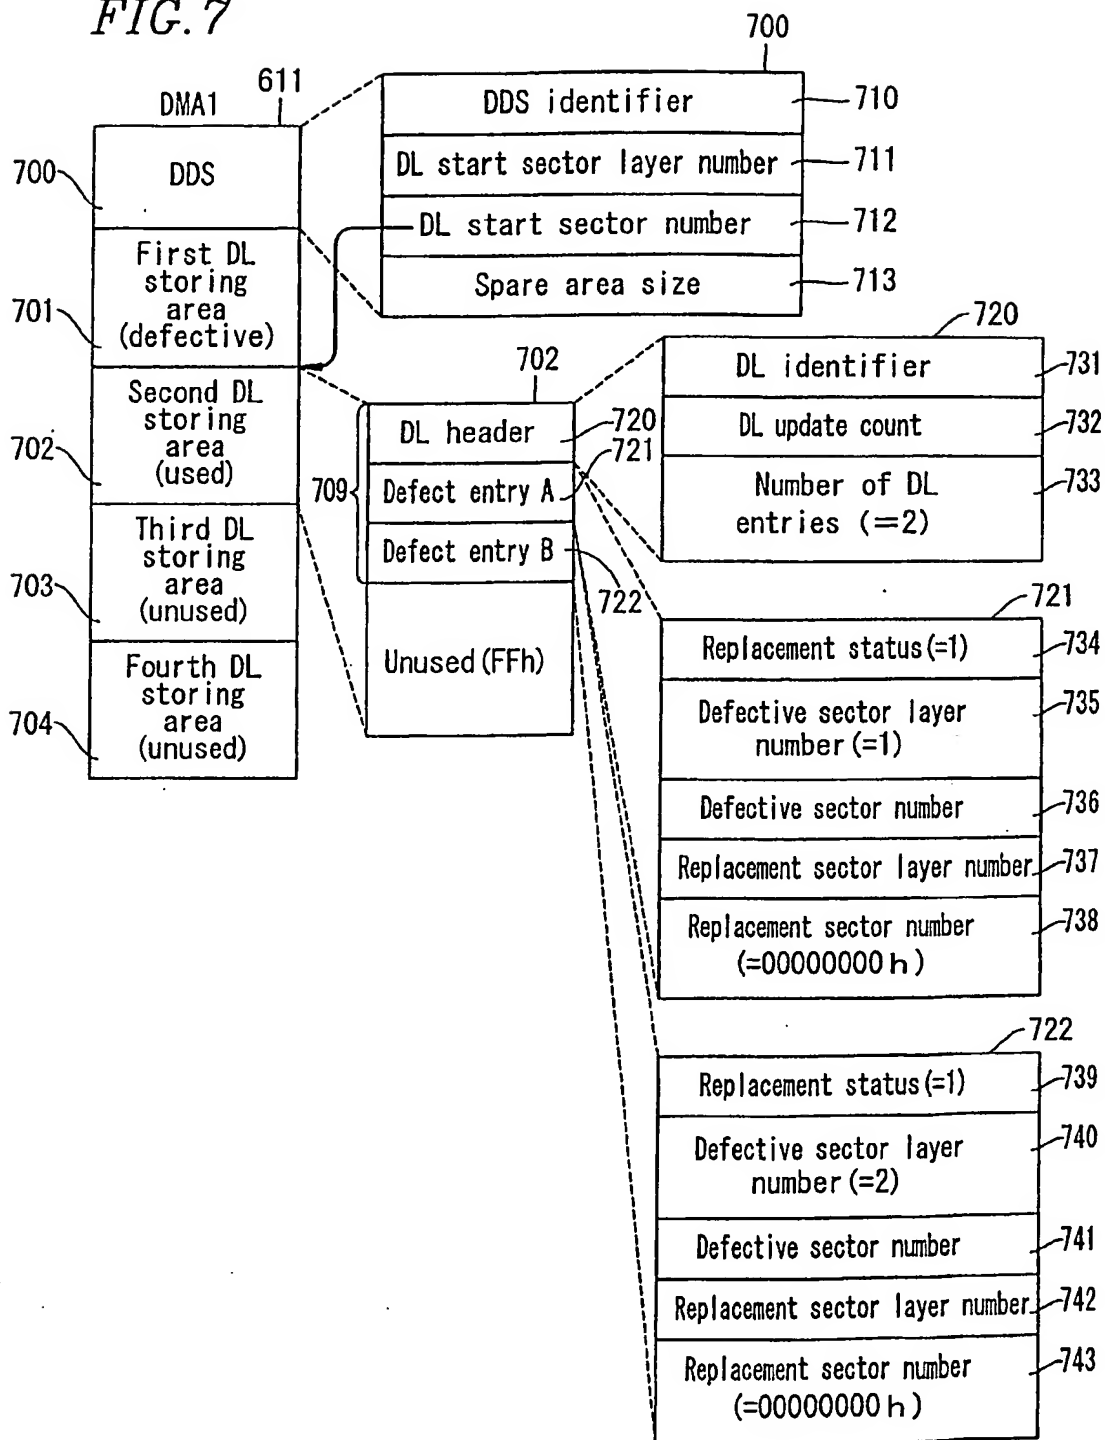 FIG. 7
700
611
DMA1
DDS identifier
710
DL start sector layer number
711
700
DDS
DL start sector number
712
Spare area size
713
First DL
storing
area
(defective)
701
720
702
DL identifier
731
Second DL
storing
area
(used)
702
DL header
720
DL update count
732
721
709
Defect entry A
Number of DL
entries (=2)
733
Defect entry B
722
Third DL
storing
area
(unused)
703
721
Replacement status(=1)
734
Unused(FFh)
Fourth DL
storing
area
(unused)
704
Defective sector layer
number(=1)
735
Defective sector number
736
Replacement sector layer number
737
Replacement sector number
(=00000000h)
738
722
Replacement status(=1)
739
Defective sector layer
number(=2)
740
Defective sector number
741
Replacement sector layer number
742
Replacement sector number
(=00000000h)
743